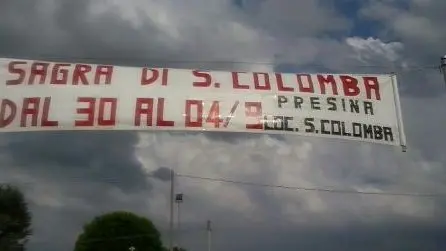 SAGRA DI S. COLOMBA
PRESINA
DAL 30 AL 04/9 LOC. S.COLOMBA